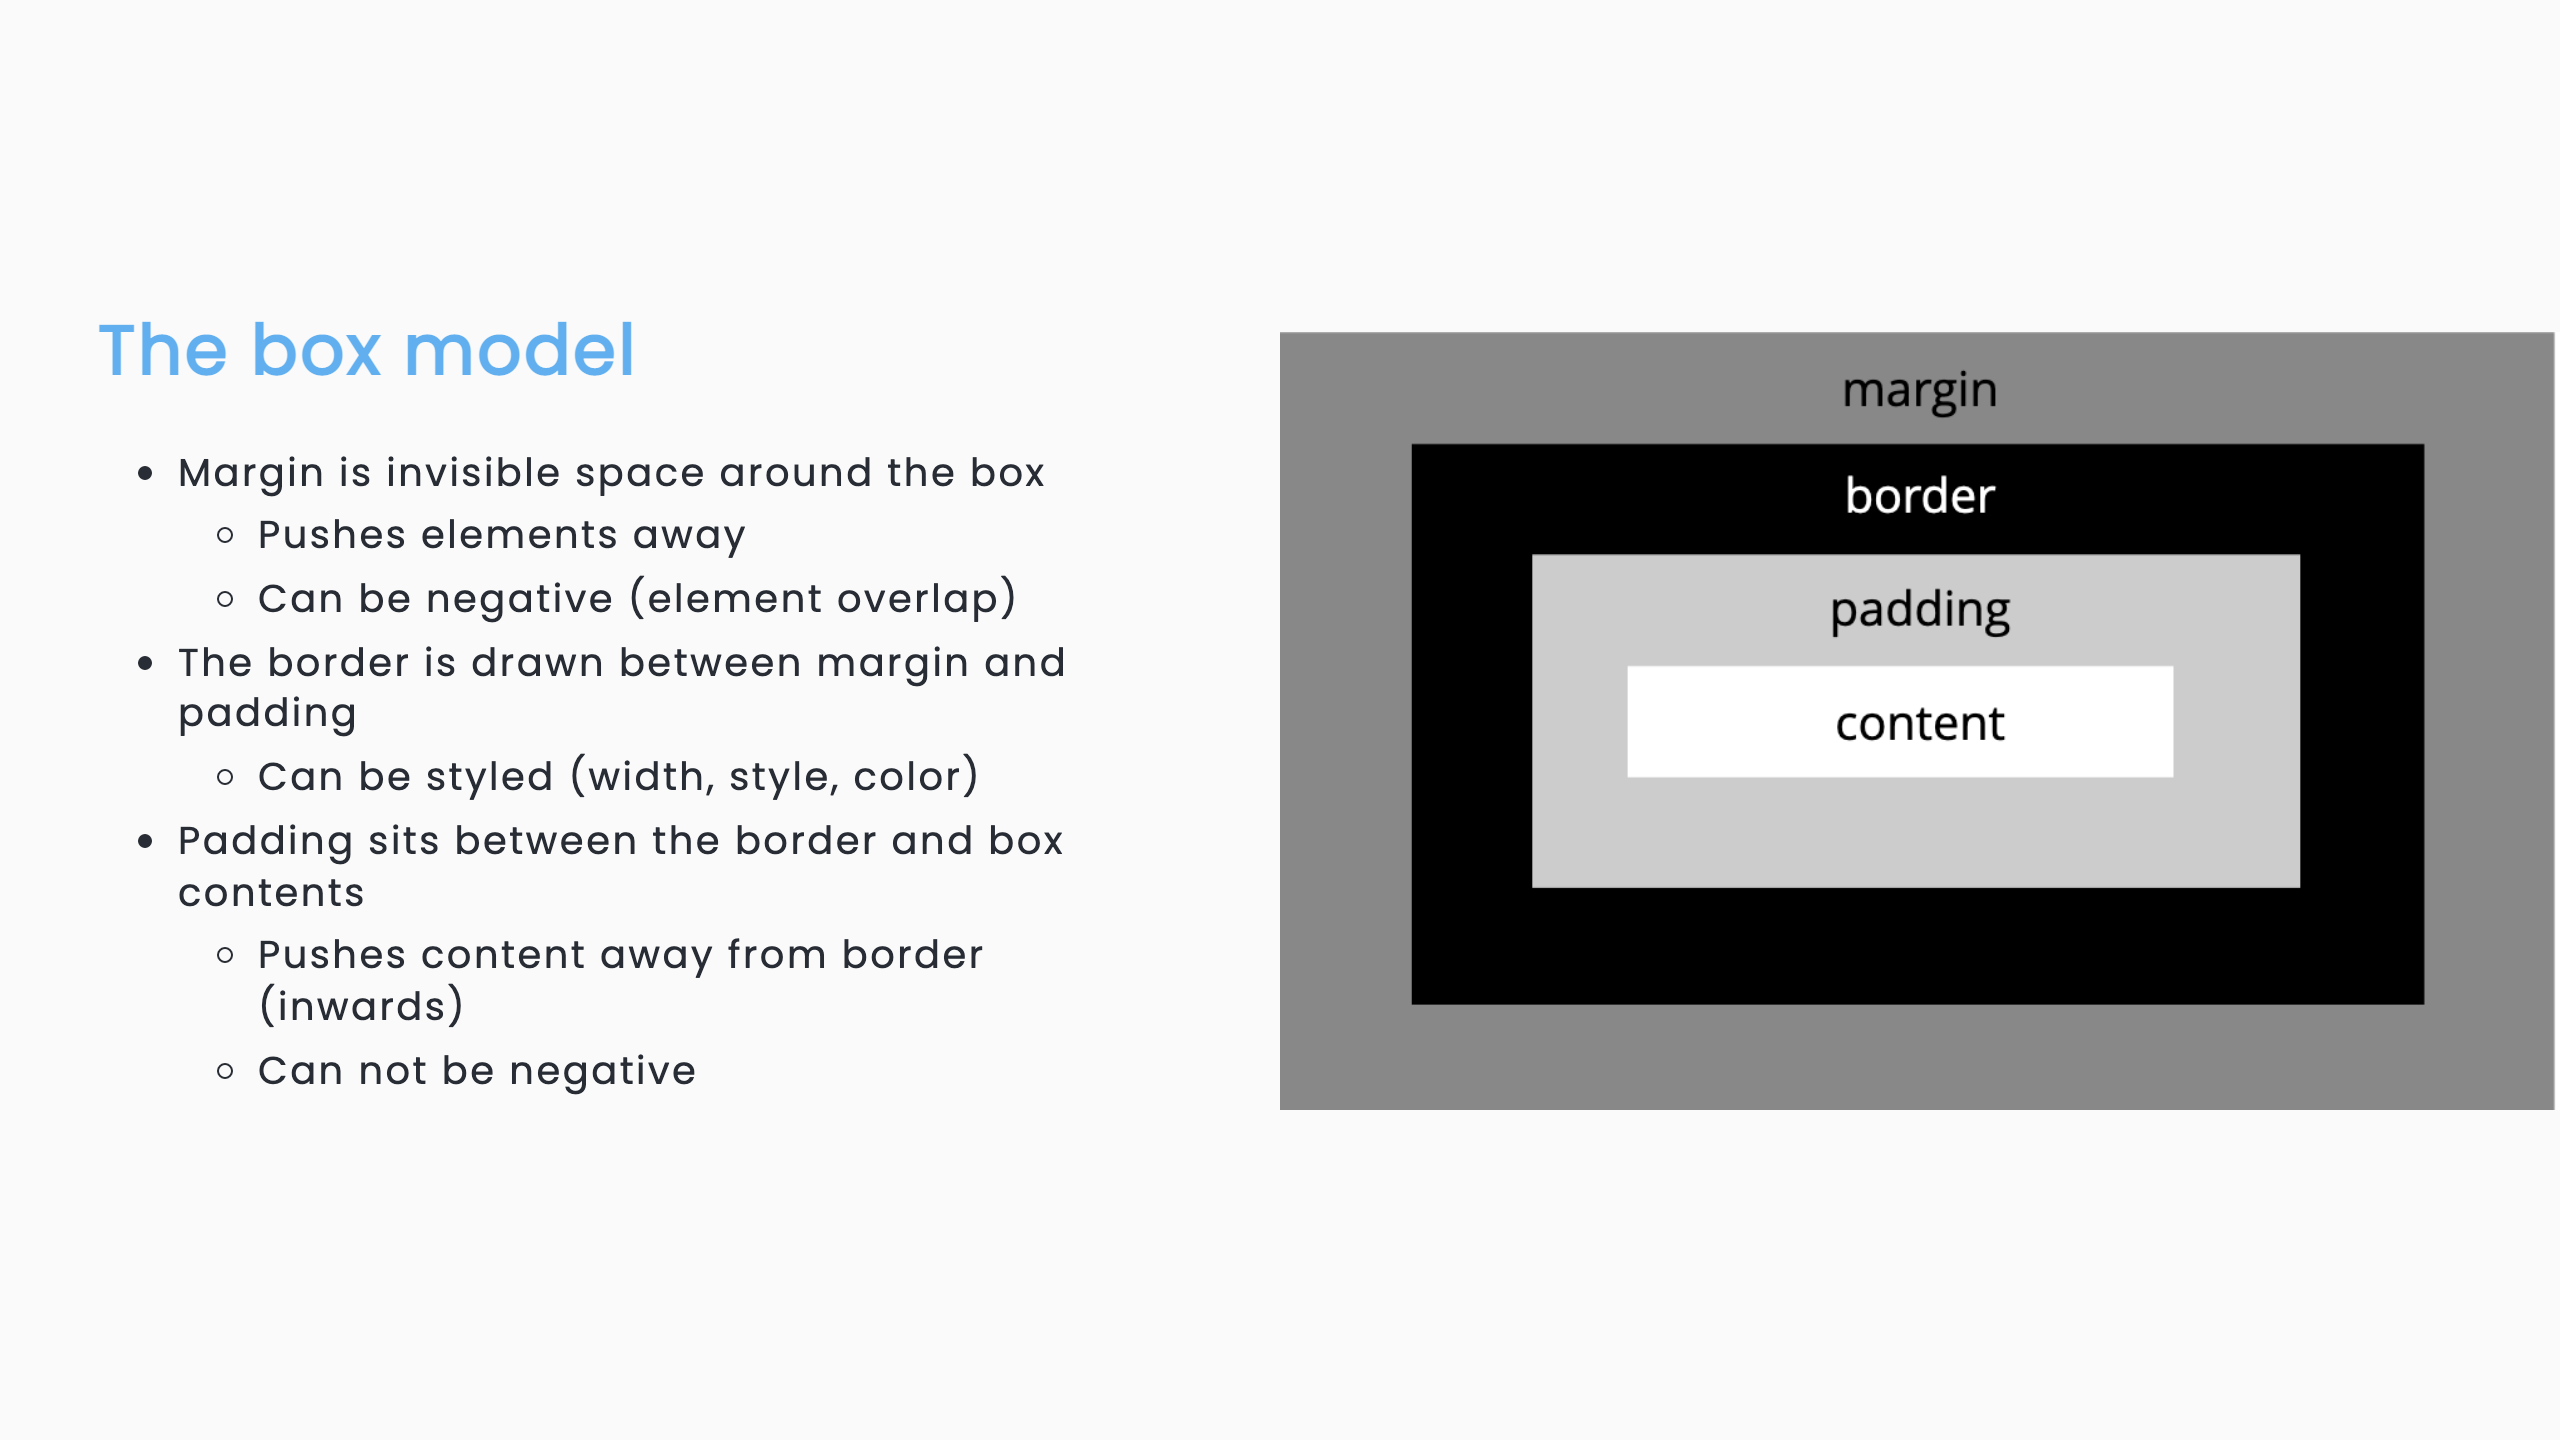 The box model
Margin is invisible space around the box
Pushes elements away
Can be negative (element overlap)
The border is drawn between margin and
padding
Can be styled (width, style, color)
Padding sits between the border and box
contents
Pushes content away from border
(inwards)
Can not be negative
margin
border
padding
content